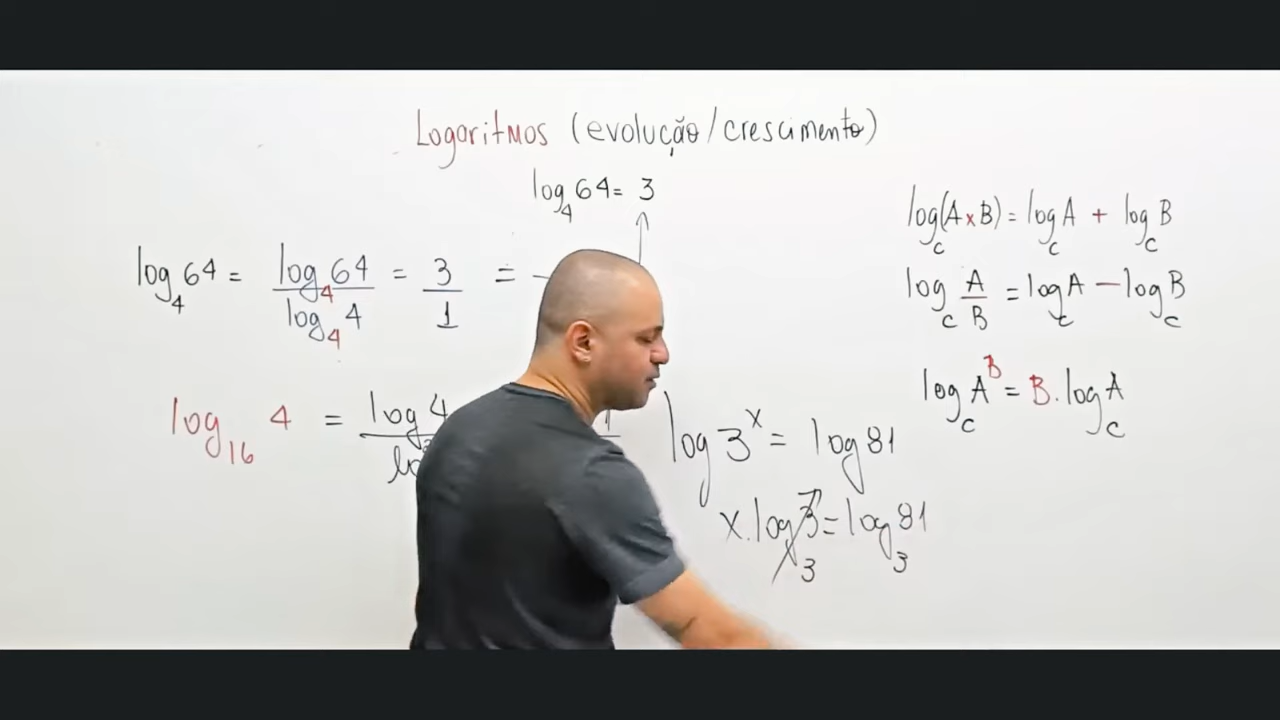 Logaritmos (evolução/crescimento)
log₄ 64 = 3
log₄ 64 = log₄ 64 / log₄ 4 = 3 / 1 =
log₁₆ 4 = log 4
log_c (A x B) = log_c A + log_c B
log_c A/B = log_c A − log_c B
log_c A^B = B . log_c A
log 3^x = log 81
x . log₃ 3 = log₃ 81